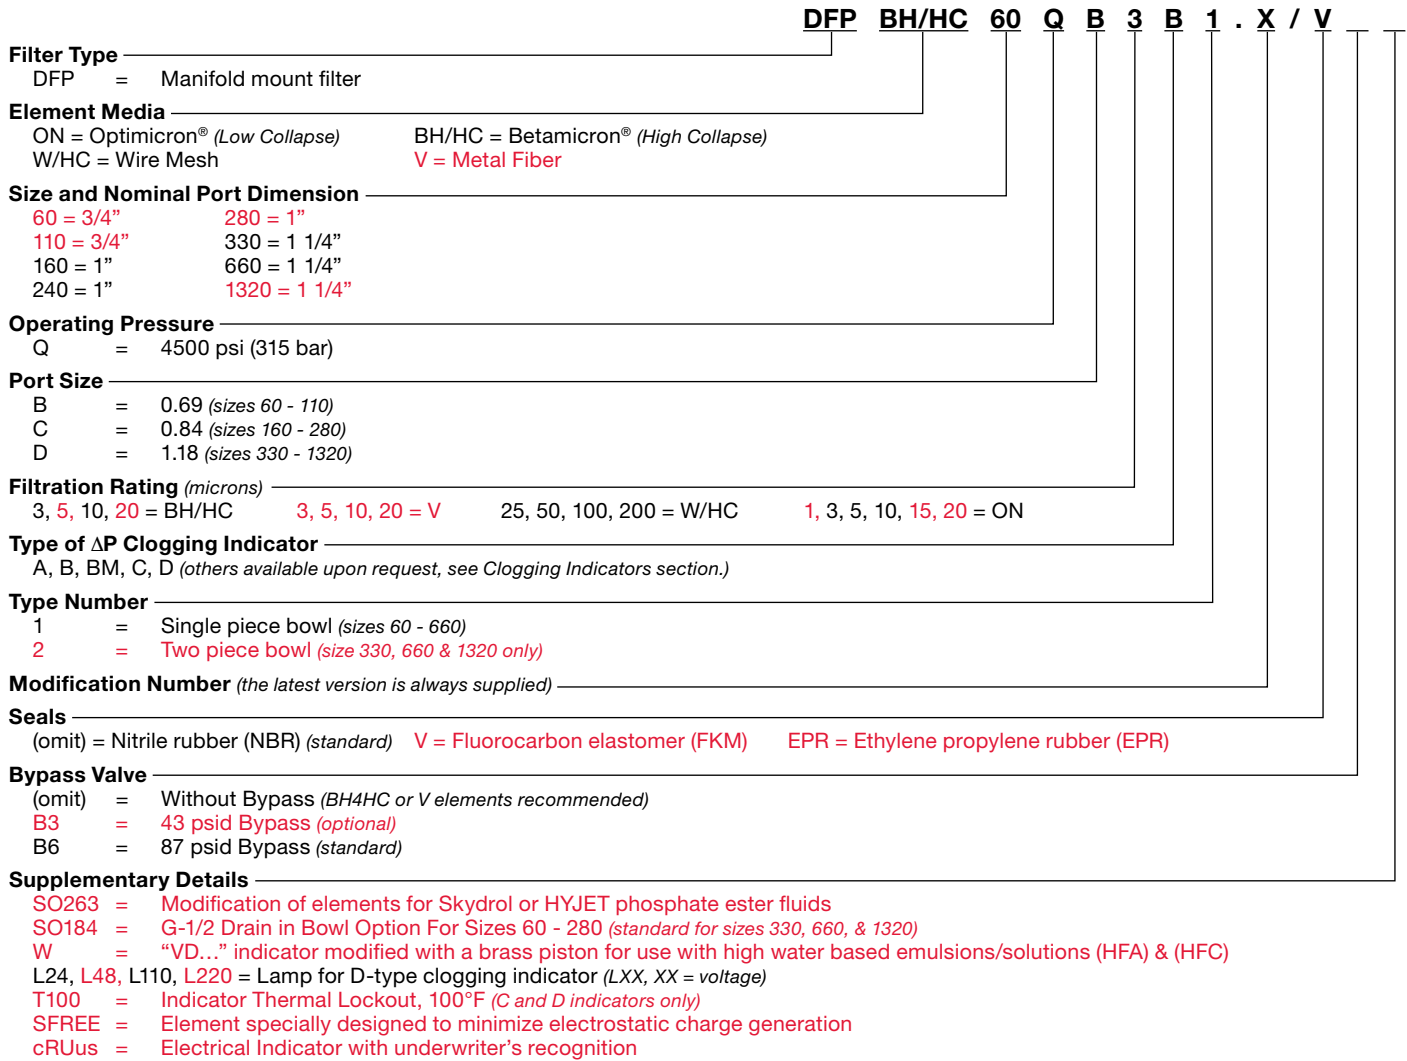 DFP BH/HC 60 Q B 3 B 1 . X / V
Filter Type
DFP = Manifold mount filter
Element Media
ON = Optimicron® (Low Collapse) BH/HC = Betamicron® (High Collapse)
W/HC = Wire Mesh V = Metal Fiber
Size and Nominal Port Dimension
60 = 3/4” 280 = 1”
110 = 3/4” 330 = 1 1/4”
160 = 1” 660 = 1 1/4”
240 = 1” 1320 = 1 1/4”
Operating Pressure
Q = 4500 psi (315 bar)
Port Size
B = 0.69 (sizes 60 - 110)
C = 0.84 (sizes 160 - 280)
D = 1.18 (sizes 330 - 1320)
Filtration Rating (microns)
3, 5, 10, 20 = BH/HC 3, 5, 10, 20 = V 25, 50, 100, 200 = W/HC 1, 3, 5, 10, 15, 20 = ON
Type of ΔP Clogging Indicator
A, B, BM, C, D (others available upon request, see Clogging Indicators section.)
Type Number
1 = Single piece bowl (sizes 60 - 660)
2 = Two piece bowl (size 330, 660 & 1320 only)
Modification Number (the latest version is always supplied)
Seals
(omit) = Nitrile rubber (NBR) (standard) V = Fluorocarbon elastomer (FKM) EPR = Ethylene propylene rubber (EPR)
Bypass Valve
(omit) = Without Bypass (BH4HC or V elements recommended)
B3 = 43 psid Bypass (optional)
B6 = 87 psid Bypass (standard)
Supplementary Details
SO263 = Modification of elements for Skydrol or HYJET phosphate ester fluids
SO184 = G-1/2 Drain in Bowl Option For Sizes 60 - 280 (standard for sizes 330, 660, & 1320)
W = “VD…” indicator modified with a brass piston for use with high water based emulsions/solutions (HFA) & (HFC)
L24, L48, L110, L220 = Lamp for D-type clogging indicator (LXX, XX = voltage)
T100 = Indicator Thermal Lockout, 100°F (C and D indicators only)
SFREE = Element specially designed to minimize electrostatic charge generation
cRUus = Electrical Indicator with underwriter’s recognition